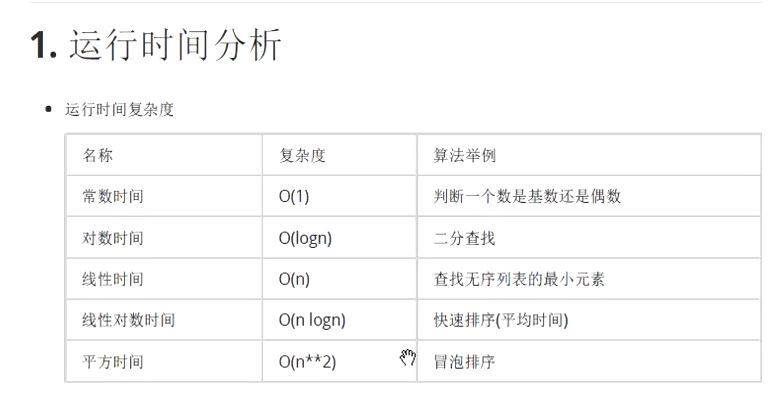 1. 运行时间分析
• 运行时间复杂度
名称 复杂度 算法举例
常数时间 O(1) 判断一个数是基数还是偶数
对数时间 O(logn) 二分查找
线性时间 O(n) 查找无序列表的最小元素
线性对数时间 O(n logn) 快速排序(平均时间)
平方时间 O(n**2) 冒泡排序